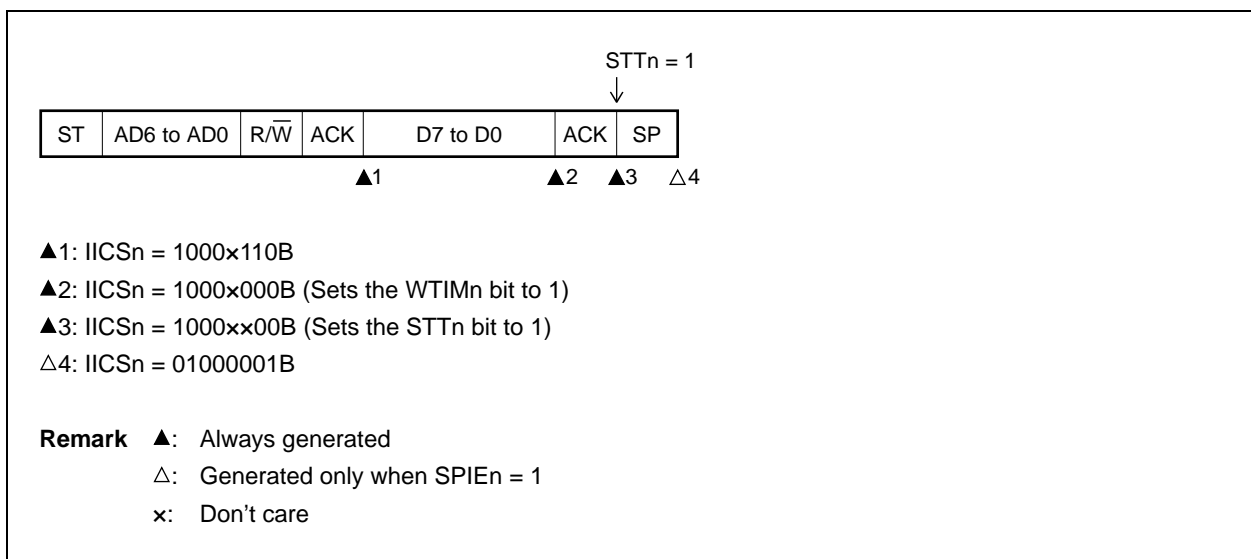 STTn = 1
ST AD6 to AD0 R/W̅ ACK D7 to D0 ACK SP
▲1 ▲2 ▲3 △4
▲1: IICSn = 1000×110B
▲2: IICSn = 1000×000B (Sets the WTIMn bit to 1)
▲3: IICSn = 1000××00B (Sets the STTn bit to 1)
△4: IICSn = 01000001B
Remark ▲: Always generated
△: Generated only when SPIEn = 1
×: Don't care